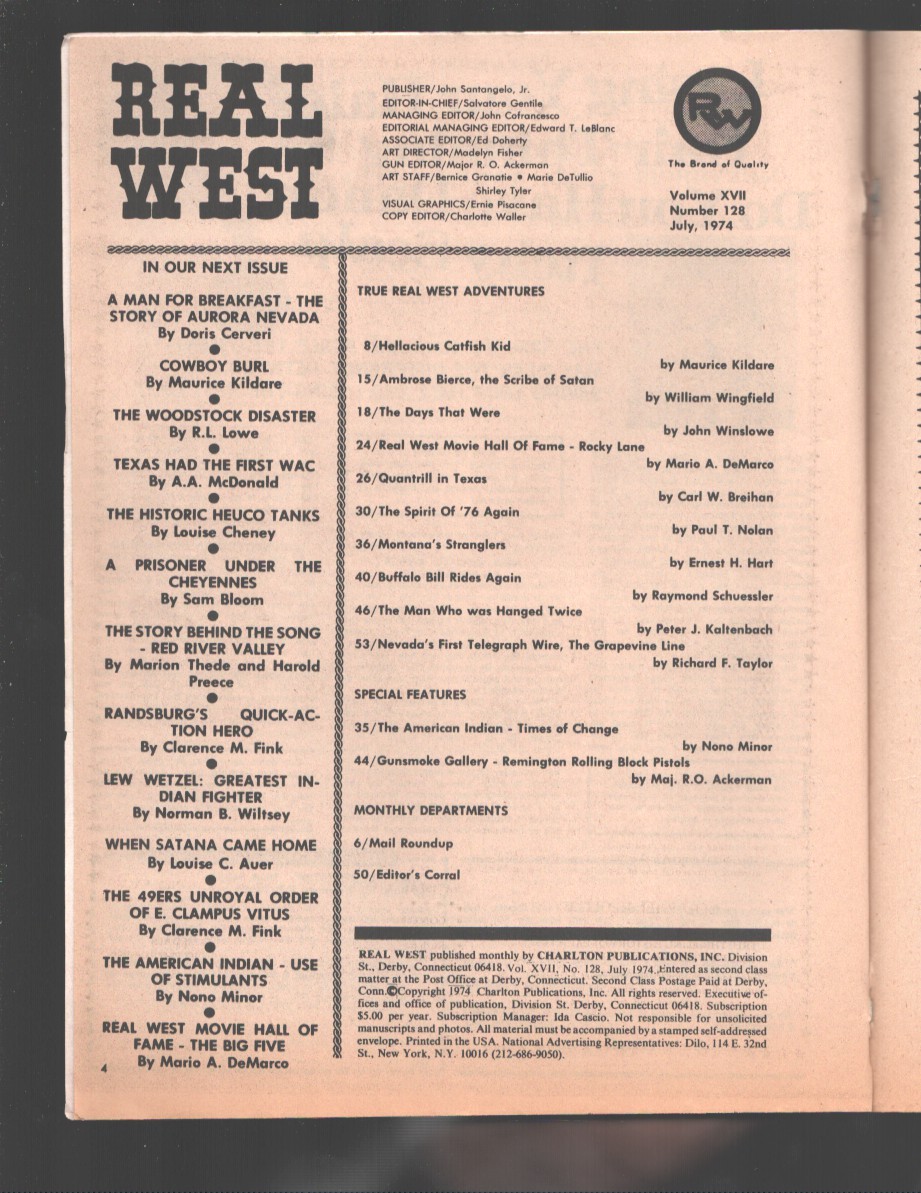 REAL
WEST
PUBLISHER/John Santangelo, Jr.
EDITOR-IN-CHIEF/Salvatore Gentile
MANAGING EDITOR/John Cofrancesco
EDITORIAL MANAGING EDITOR/Edward T. LeBlanc
ASSOCIATE EDITOR/Ed Doherty
ART DIRECTOR/Madelyn Fisher
GUN EDITOR/Major R. O. Ackerman
ART STAFF/Bernice Granatie • Marie DeTullio
Shirley Tyler
VISUAL GRAPHICS/Ernie Pisacane
COPY EDITOR/Charlotte Waller
RW
The Brand of Quality
Volume XVII
Number 128
July, 1974
IN OUR NEXT ISSUE
A MAN FOR BREAKFAST - THE
STORY OF AURORA NEVADA
By Doris Cerveri
•
COWBOY BURL
By Maurice Kildare
•
THE WOODSTOCK DISASTER
By R.L. Lowe
•
TEXAS HAD THE FIRST WAC
By A.A. McDonald
•
THE HISTORIC HEUCO TANKS
By Louise Cheney
•
A PRISONER UNDER THE
CHEYENNES
By Sam Bloom
•
THE STORY BEHIND THE SONG
- RED RIVER VALLEY
By Marion Thede and Harold
Preece
•
RANDSBURG'S QUICK-AC-
TION HERO
By Clarence M. Fink
•
LEW WETZEL: GREATEST IN-
DIAN FIGHTER
By Norman B. Wiltsey
WHEN SATANA CAME HOME
By Louise C. Auer
•
THE 49ERS UNROYAL ORDER
OF E. CLAMPUS VITUS
By Clarence M. Fink
•
THE AMERICAN INDIAN - USE
OF STIMULANTS
By Nono Minor
•
REAL WEST MOVIE HALL OF
FAME - THE BIG FIVE
By Mario A. DeMarco
4
TRUE REAL WEST ADVENTURES
8/Hellacious Catfish Kid
by Maurice Kildare
15/Ambrose Bierce, the Scribe of Satan
by William Wingfield
18/The Days That Were
by John Winslowe
24/Real West Movie Hall Of Fame - Rocky Lane
by Mario A. DeMarco
26/Quantrill in Texas
by Carl W. Breihan
30/The Spirit Of '76 Again
by Paul T. Nolan
36/Montana's Stranglers
by Ernest H. Hart
40/Buffalo Bill Rides Again
by Raymond Schuessler
46/The Man Who was Hanged Twice
by Peter J. Kaltenbach
53/Nevada's First Telegraph Wire, The Grapevine Line
by Richard F. Taylor
SPECIAL FEATURES
35/The American Indian - Times of Change
by Nono Minor
44/Gunsmoke Gallery - Remington Rolling Block Pistols
by Maj. R.O. Ackerman
MONTHLY DEPARTMENTS
6/Mail Roundup
50/Editor's Corral
REAL WEST published monthly by CHARLTON PUBLICATIONS, INC. Division
St., Derby, Connecticut 06418. Vol. XVII, No. 128, July 1974. Entered as second class
matter at the Post Office at Derby, Connecticut. Second Class Postage Paid at Derby,
Conn.©Copyright 1974 Charlton Publications, Inc. All rights reserved. Executive of-
fices and office of publication, Division St. Derby, Connecticut 06418. Subscription
$5.00 per year. Subscription Manager: Ida Cascio. Not responsible for unsolicited
manuscripts and photos. All material must be accompanied by a stamped self-addressed
envelope. Printed in the USA. National Advertising Representatives: Dilo, 114 E. 32nd
St., New York, N.Y. 10016 (212-686-9050).